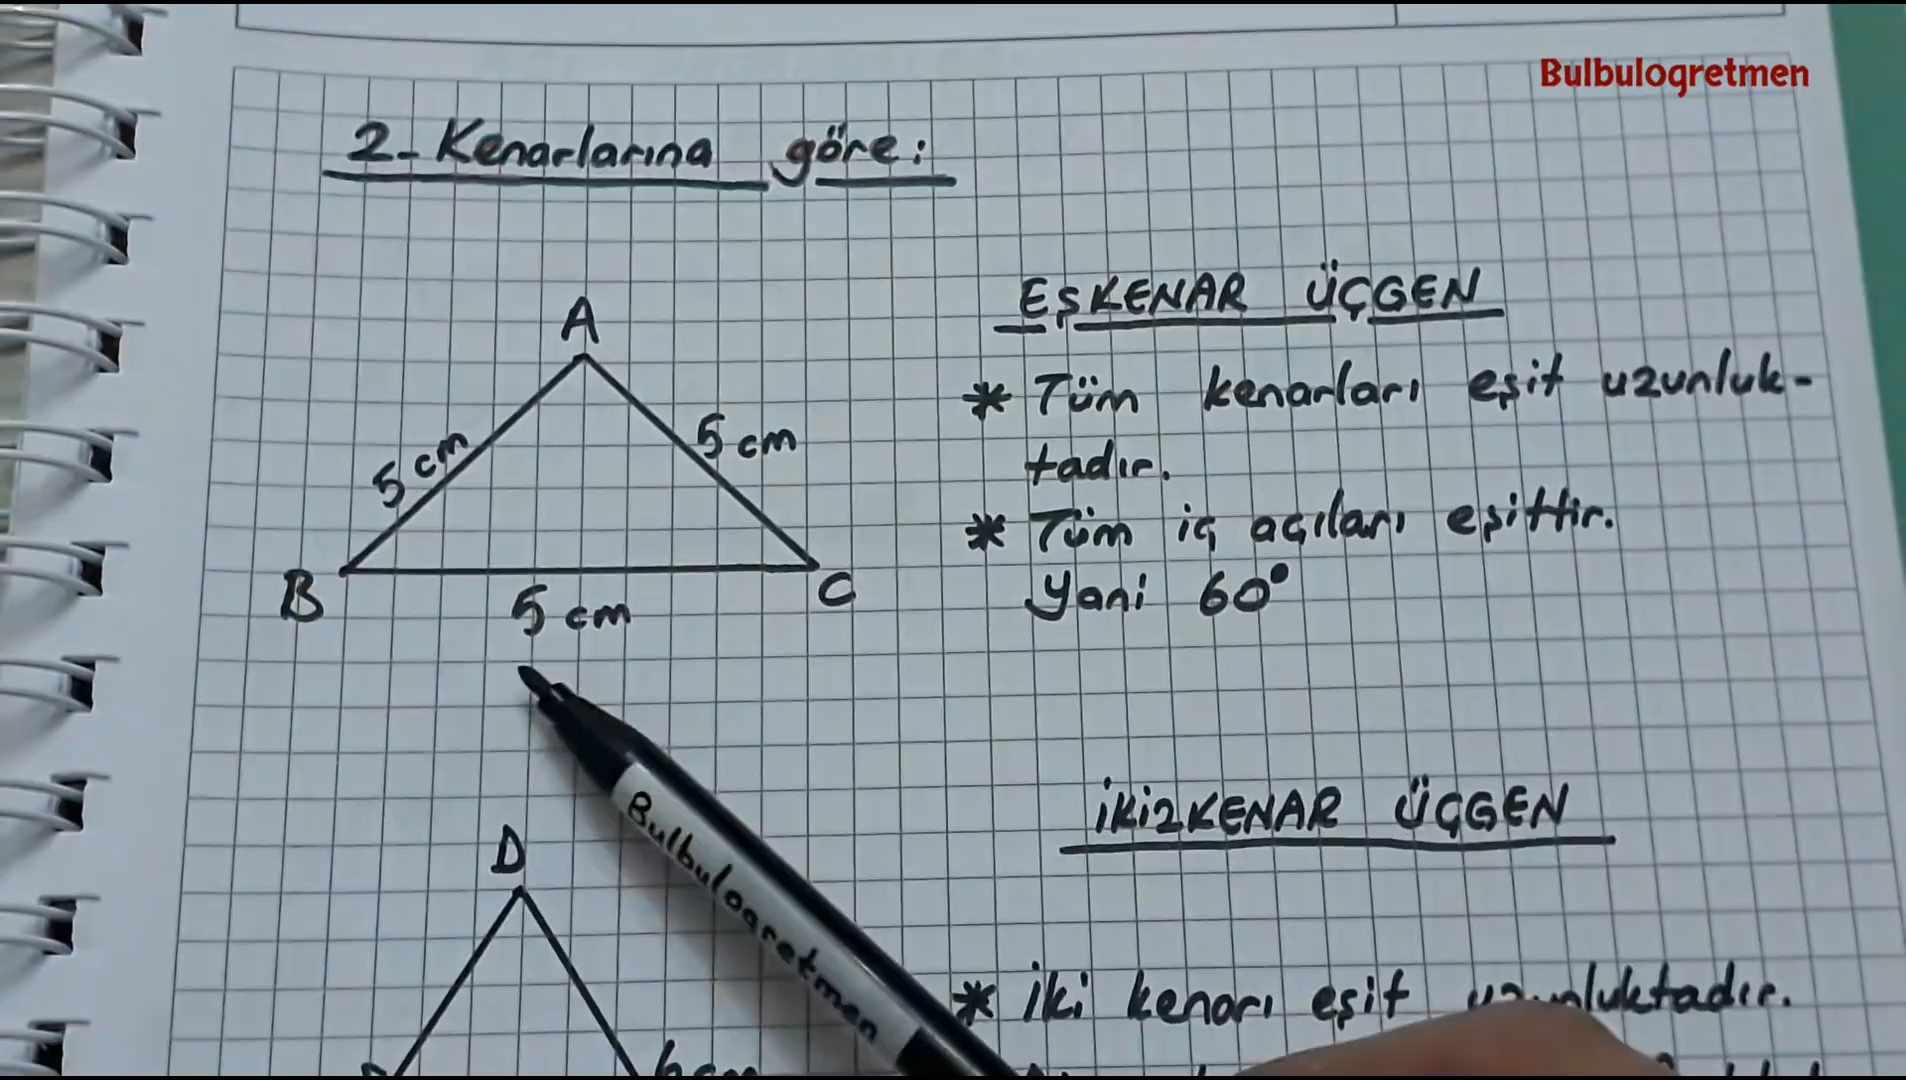 Bulbulogretmen
2-Kenarlarına göre:
A
5 cm
5 cm
B
C
5 cm
EŞKENAR ÜÇGEN
* Tüm kenarları eşit uzunluk-
tadır.
* Tüm iç açıları eşittir.
Yani 60°
Bulbulogretmen
İKİZKENAR ÜÇGEN
D
* İki kenarı eşit uzunluktadır.